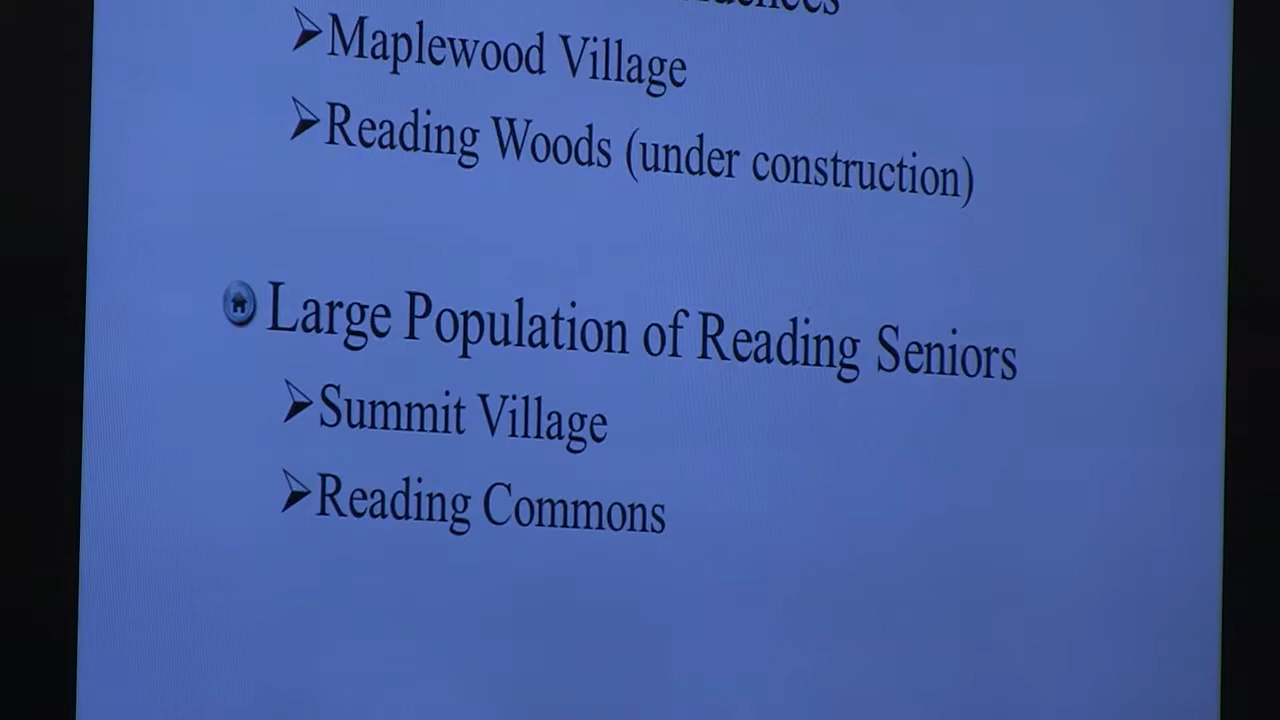 Maplewood Village
Reading Woods (under construction)
Large Population of Reading Seniors
Summit Village
Reading Commons